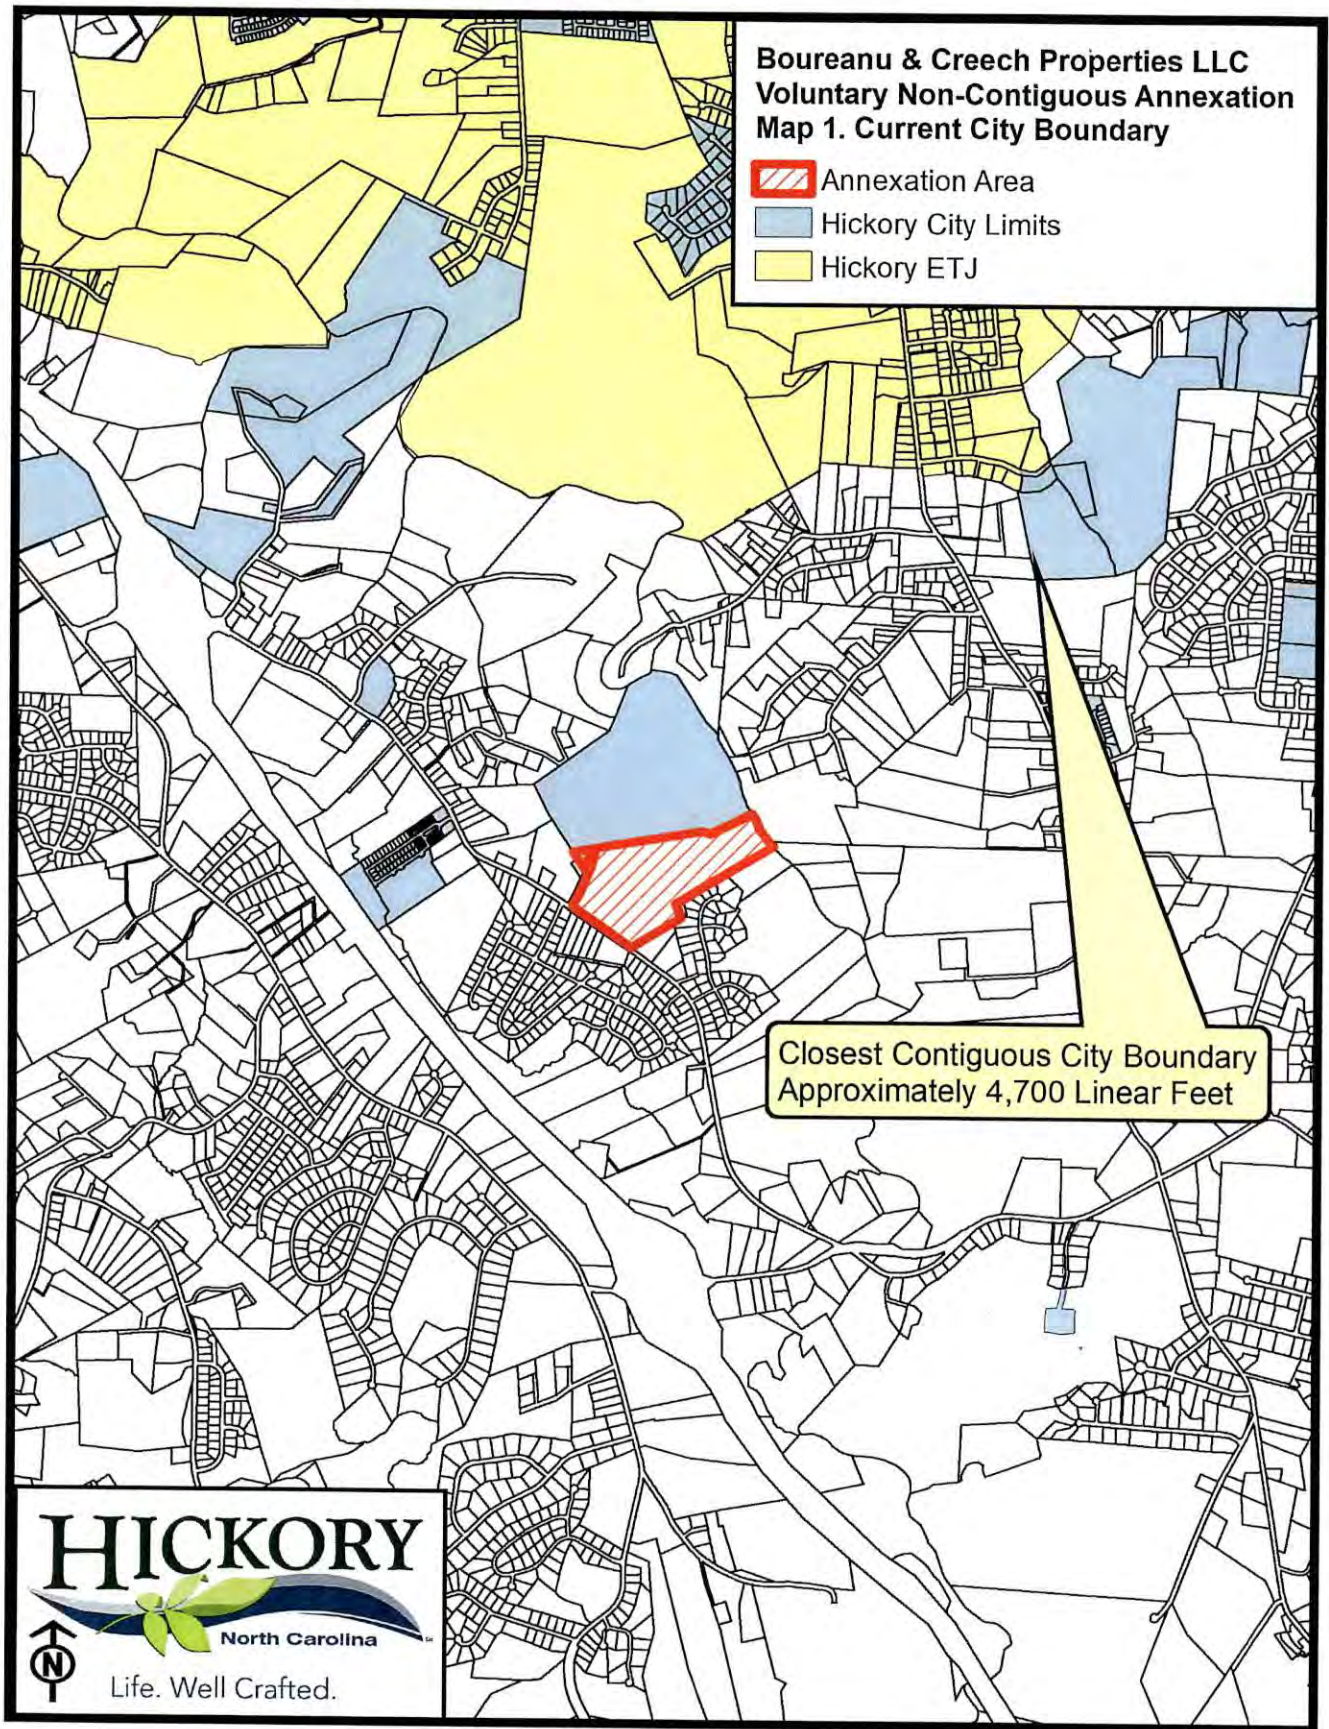 Boureanu & Creech Properties LLC
Voluntary Non-Contiguous Annexation
Map 1. Current City Boundary
Annexation Area
Hickory City Limits
Hickory ETJ
Closest Contiguous City Boundary
Approximately 4,700 Linear Feet
HICKORY
North Carolina
N
Life. Well Crafted.